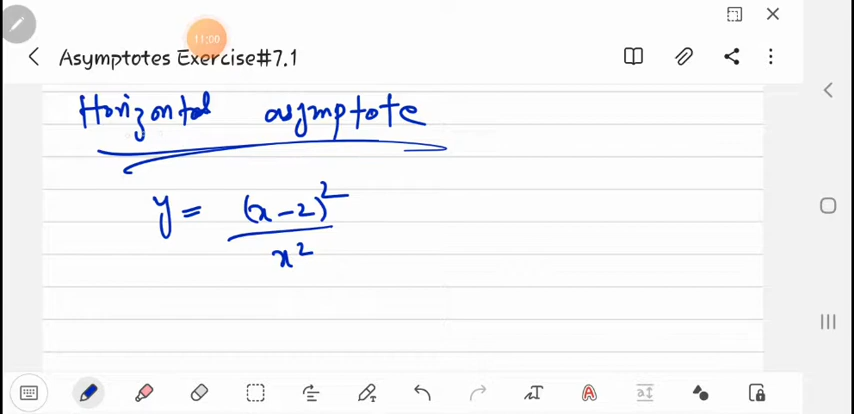 11:00
Asymptotes Exercise#7.1
Horizontal asymptote
y = (x-2)²
x²